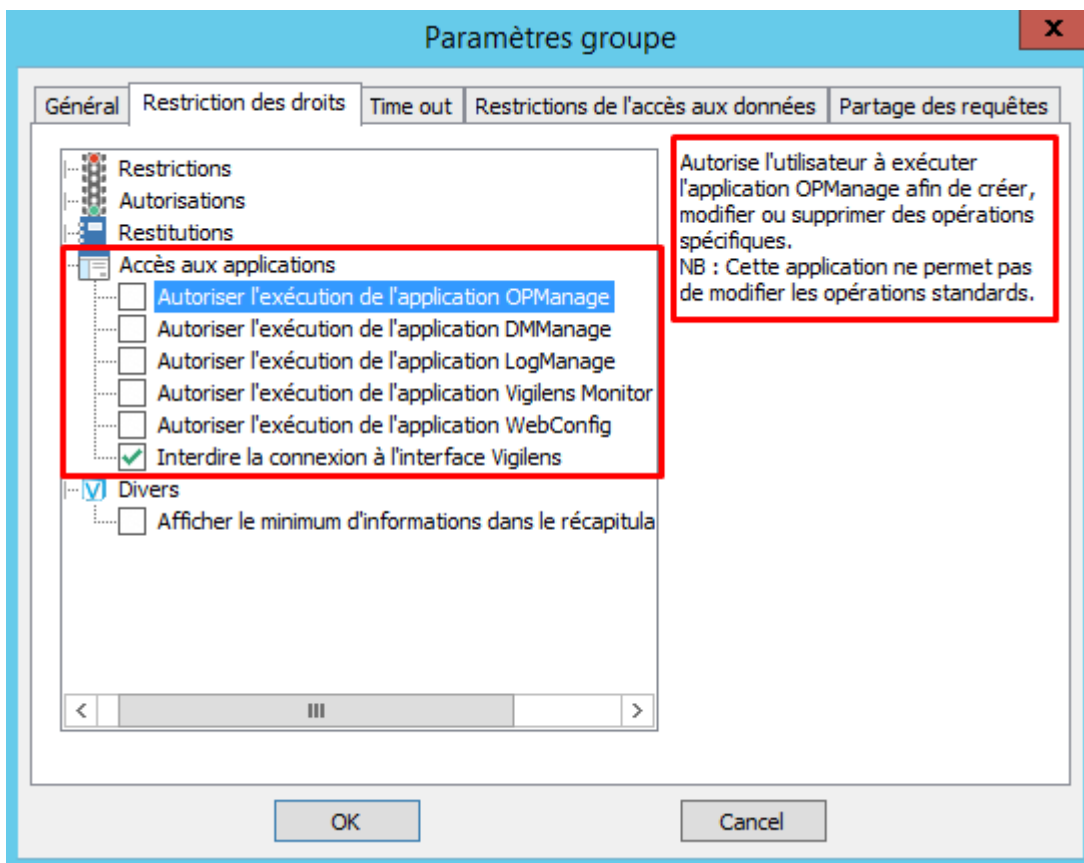 Paramètres groupe
x
Général
Restriction des droits
Time out
Restrictions de l'accès aux données
Partage des requêtes
Restrictions
Autorisations
Restitutions
Accès aux applications
Autoriser l'exécution de l'application OPManage
Autoriser l'exécution de l'application DMManage
Autoriser l'exécution de l'application LogManage
Autoriser l'exécution de l'application Vigilens Monitor
Autoriser l'exécution de l'application WebConfig
Interdire la connexion à l'interface Vigilens
Divers
Afficher le minimum d'informations dans le récapitula
Autorise l'utilisateur à exécuter
l'application OPManage afin de créer,
modifier ou supprimer des opérations
spécifiques.
NB : Cette application ne permet pas
de modifier les opérations standards.
OK
Cancel